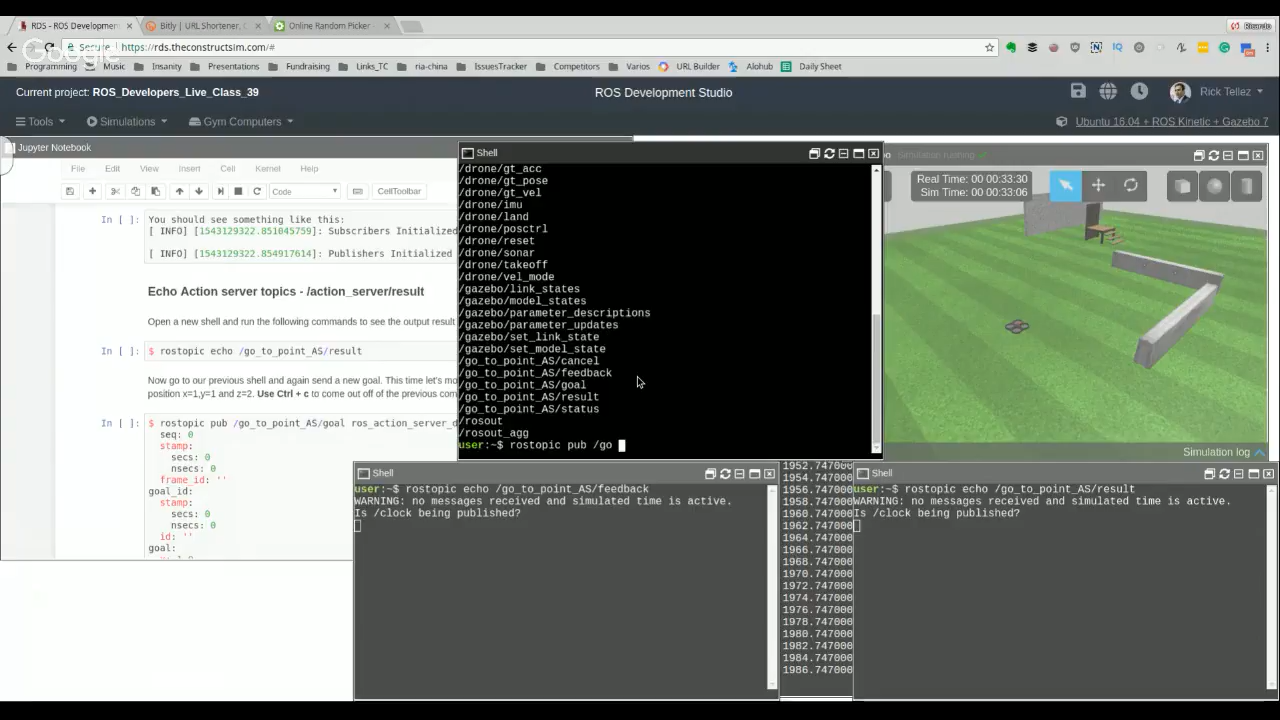 RDS - ROS Developmen
Bitly | URL Shortener, C
Online Random Picker -
Ricardo
Google
Secure
https://rds.theconstructsim.com/#
Programming
Music
Insanity
Presentations
Fundraising
Links_TC
ria-china
IssuesTracker
Competitors
Varios
URL Builder
Alohub
Daily Sheet
Current project: ROS_Developers_Live_Class_39
ROS Development Studio
Rick Tellez
Tools
Simulations
Gym Computers
Ubuntu 16.04 + ROS Kinetic + Gazebo 7
Jupyter Notebook
File Edit View Insert Cell Kernel Help
Code
CellToolbar
In [ ]:
You should see something like this:
[ INFO] [1543129322.851045759]: Subscribers Initialized
[ INFO] [1543129322.854917614]: Publishers Initialized
Echo Action server topics - /action_server/result
Open a new shell and run the following commands to see the output result
In [ ]:
$ rostopic echo /go_to_point_AS/result
Now go to our previous shell and again send a new goal. This time let's mo
position x=1,y=1 and z=2. Use Ctrl + c to come out off the previous com
In [ ]:
$ rostopic pub /go_to_point_AS/goal ros_action_server_d
seq: 0
stamp:
secs: 0
nsecs: 0
frame_id: ''
goal_id:
stamp:
secs: 0
nsecs: 0
id: ''
goal:
Shell
/drone/gt_acc
/drone/gt_pose
/drone/gt_vel
/drone/imu
/drone/land
/drone/posctrl
/drone/reset
/drone/sonar
/drone/takeoff
/drone/vel_mode
/gazebo/link_states
/gazebo/model_states
/gazebo/parameter_descriptions
/gazebo/parameter_updates
/gazebo/set_link_state
/gazebo/set_model_state
/go_to_point_AS/cancel
/go_to_point_AS/feedback
/go_to_point_AS/goal
/go_to_point_AS/result
/go_to_point_AS/status
/rosout
/rosout_agg
user:~$ rostopic pub /go
Simulation running
Real Time: 00 00:33:30
Sim Time: 00 00:33:06
Simulation log
Shell
user:~$ rostopic echo /go_to_point_AS/feedback
WARNING: no messages received and simulated time is active.
Is /clock being published?
1952.747000
1954.747000
1956.747000
1958.747000
1960.747000
1962.747000
1964.747000
1966.747000
1968.747000
1970.747000
1972.747000
1974.747000
1976.747000
1978.747000
1980.747000
1982.747000
1984.747000
1986.747000
Shell
user:~$ rostopic echo /go_to_point_AS/result
WARNING: no messages received and simulated time is active.
Is /clock being published?